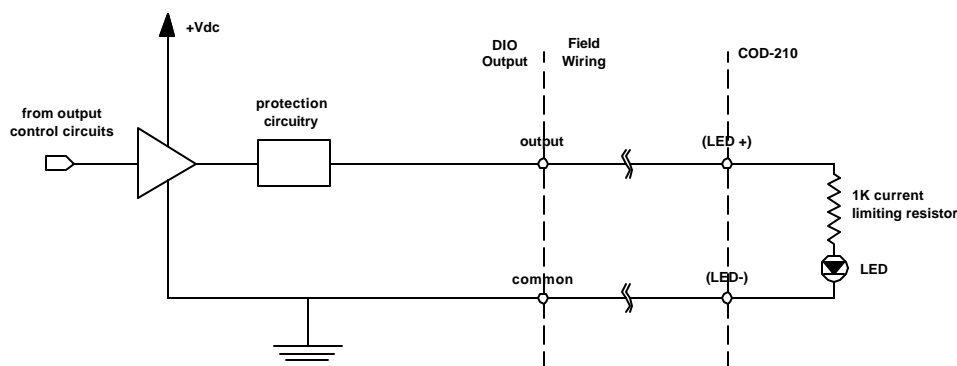 +Vdc
DIO
Output
Field
Wiring
COD-210
from output
control circuits
protection
circuitry
output
(LED +)
1K current
limiting resistor
LED
common
(LED-)